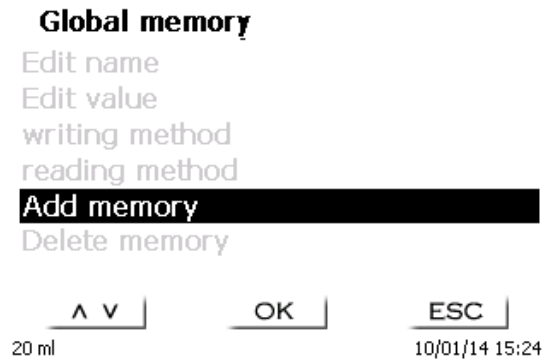 Global memory
Edit name
Edit value
writing method
reading method
Add memory
Delete memory
∧ ∨ OK ESC
20 ml 10/01/14 15:24